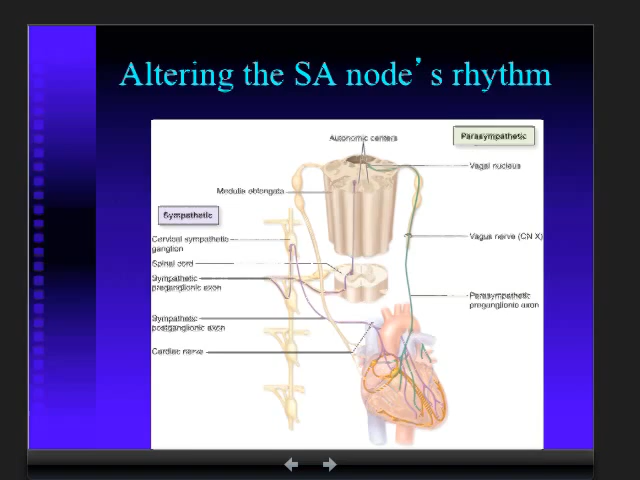 Altering the SA node’s rhythm
Autonomic centers
Parasympathetic
Vagal nucleus
Medulla oblongata
Sympathetic
Cervical sympathetic
ganglion
Vagus nerve (CN X)
Spinal cord
Sympathetic
preganglionic axon
Parasympathetic
preganglionic axon
Sympathetic
postganglionic axon
Cardiac nerve